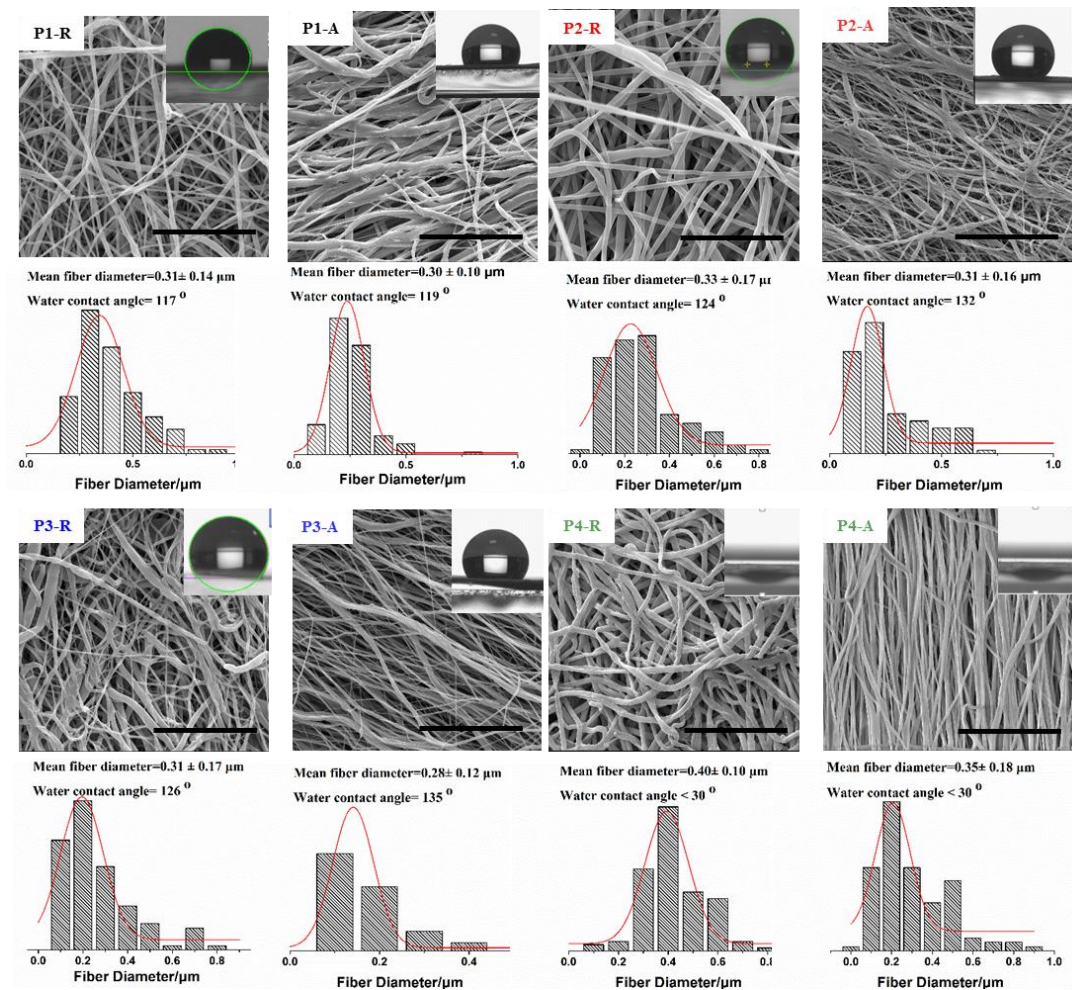 P1-R
P1-A
P2-R
P2-A
Mean fiber diameter=0.31± 0.14 µm
Water contact angle= 117 o
Mean fiber diameter=0.30 ± 0.10 µm
Water contact angle= 119 o
Mean fiber diameter=0.33 ± 0.17 µm
Water contact angle= 124 o
Mean fiber diameter=0.31 ± 0.16 µm
Water contact angle= 132 o
0.0 0.5 1
Fiber Diameter/µm
0.0 0.5 1.0
Fiber Diameter/µm
0.0 0.2 0.4 0.6 0.8
Fiber Diameter/µm
0.0 0.5 1.0
Fiber Diameter/µm
P3-R
P3-A
P4-R
P4-A
Mean fiber diameter=0.31 ± 0.17 µm
Water contact angle= 126 o
Mean fiber diameter=0.28± 0.12 µm
Water contact angle= 135 o
Mean fiber diameter=0.40± 0.10 µm
Water contact angle < 30 o
Mean fiber diameter=0.35± 0.18 µm
Water contact angle < 30 o
0.0 0.2 0.4 0.6 0.8
Fiber Diameter/µm
0.0 0.2 0.4
Fiber Diameter/µm
0.0 0.2 0.4 0.6 0.8
Fiber Diameter/µm
0.0 0.2 0.4 0.6 0.8 1.0
Fiber Diameter/µm